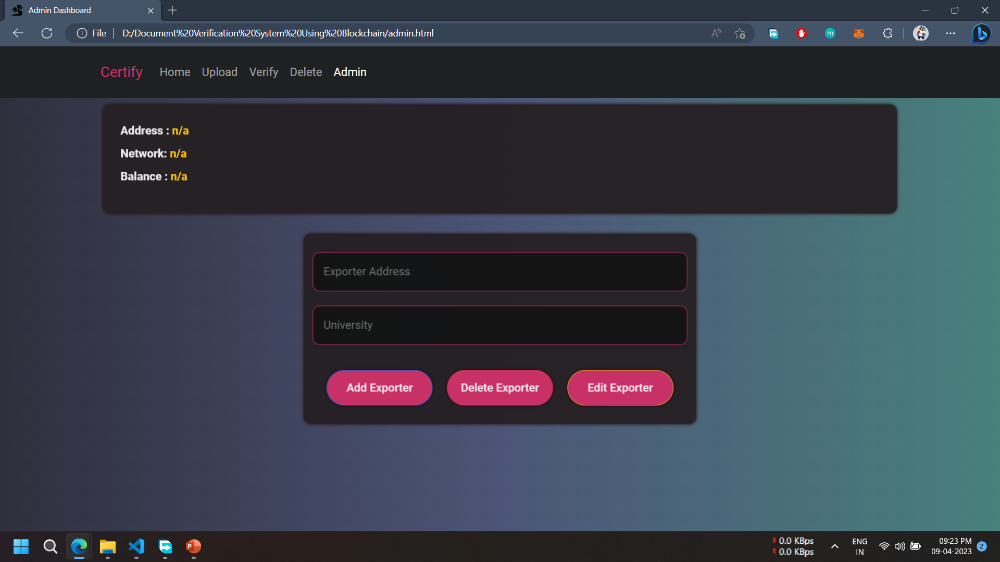 Admin Dashboard
File
D:/Document%20Verification%20System%20Using%20Blockchain/admin.html
Certify Home Upload Verify Delete Admin
Address : n/a
Network: n/a
Balance : n/a
Exporter Address
University
Add Exporter Delete Exporter Edit Exporter
0.0 KBps
0.0 KBps
ENG
IN
09:23 PM
09-04-2023
2